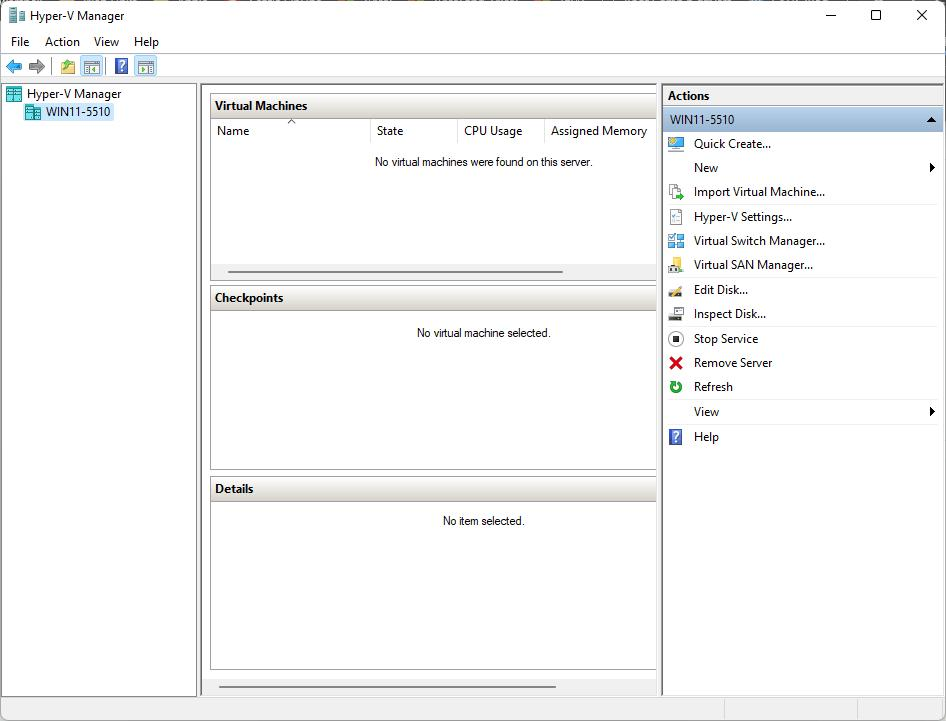 Hyper-V Manager
File Action View Help
Hyper-V Manager
WIN11-5510
Virtual Machines
Name State CPU Usage Assigned Memory
No virtual machines were found on this server.
Checkpoints
No virtual machine selected.
Details
No item selected.
Actions
WIN11-5510
Quick Create...
New
Import Virtual Machine...
Hyper-V Settings...
Virtual Switch Manager...
Virtual SAN Manager...
Edit Disk...
Inspect Disk...
Stop Service
Remove Server
Refresh
View
Help